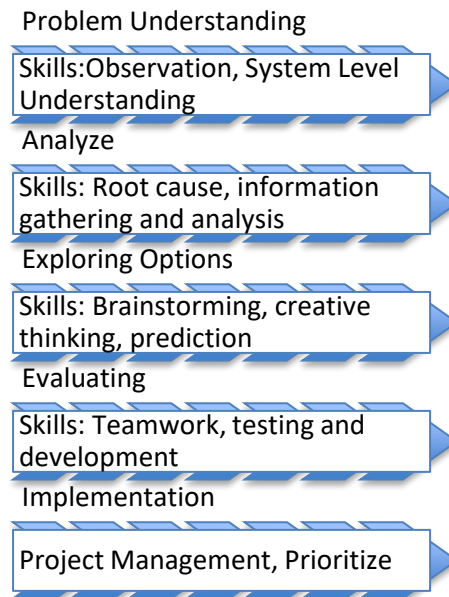 Problem Understanding
Skills:Observation, System Level
Understanding
Analyze
Skills: Root cause, information
gathering and analysis
Exploring Options
Skills: Brainstorming, creative
thinking, prediction
Evaluating
Skills: Teamwork, testing and
development
Implementation
Project Management, Prioritize